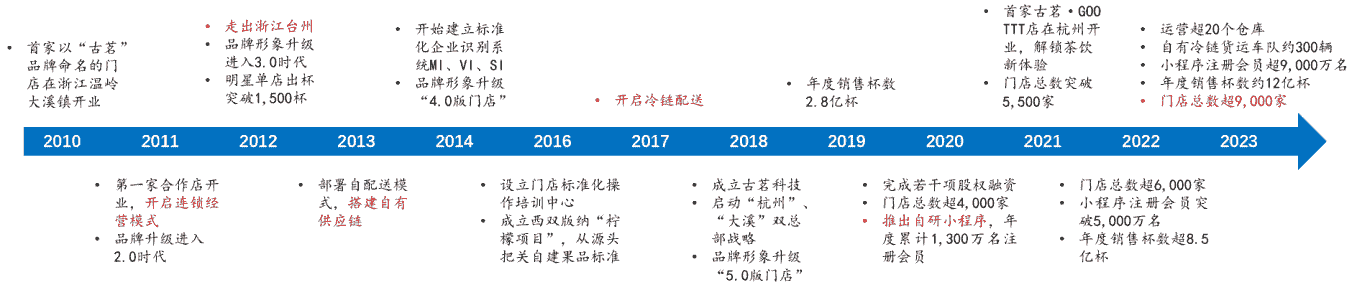 首家以“古茗”
品牌命名的门
店在浙江温岭
大溪镇开业
走出浙江台州
品牌形象升级
进入3.0时代
明星单店出杯
突破1,500杯
开始建立标准
化企业识别系
统MI、VI、SI
品牌形象升级
“4.0版门店”
开启冷链配送
年度销售杯数
2.8亿杯
首家古茗·GOO
TTT店在杭州开
业，解锁茶饮
新体验
门店总数突破
5,500家
运营超20个仓库
自有冷链货运车队约300辆
小程序注册会员超9,000万名
年度销售杯数约12亿杯
门店总数超9,000家
2010 2011 2012 2013 2014 2016 2017 2018 2019 2020 2021 2022 2023
第一家合作店开
业，开启连锁经
营模式
品牌升级进入
2.0时代
部署自配送模
式，搭建自有
供应链
设立门店标准化操
作培训中心
成立西双版纳“柠
檬项目”，从源头
把关自建果品标准
成立古茗科技
启动“杭州”、
“大溪”双总
部战略
品牌形象升级
“5.0版门店”
完成若干项股权融资
门店总数超4,000家
推出自研小程序，年
度累计1,300万名注
册会员
门店总数超6,000家
小程序注册会员突
破5,000万名
年度销售杯数超8.5
亿杯